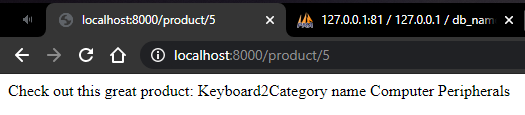 localhost:8000/product/5
127.0.0.1:81 / 127.0.0.1 / db_nam
localhost:8000/product/5
Check out this great product: Keyboard2Category name Computer Peripherals